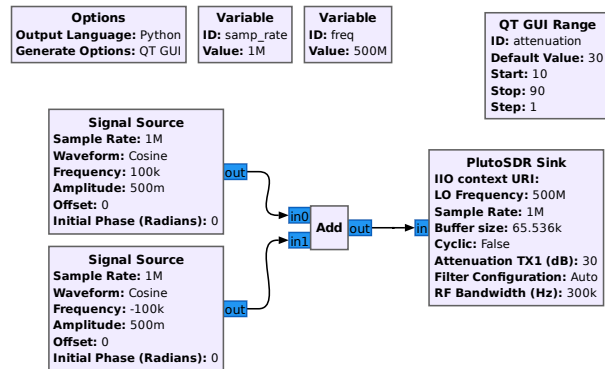 Options
Output Language: Python
Generate Options: QT GUI
Variable
ID: samp_rate
Value: 1M
Variable
ID: freq
Value: 500M
QT GUI Range
ID: attenuation
Default Value: 30
Start: 10
Stop: 90
Step: 1
Signal Source
Sample Rate: 1M
Waveform: Cosine
Frequency: 100k
Amplitude: 500m
Offset: 0
Initial Phase (Radians): 0
out
Signal Source
Sample Rate: 1M
Waveform: Cosine
Frequency: -100k
Amplitude: 500m
Offset: 0
Initial Phase (Radians): 0
out
in0
in1
Add
out
in
PlutoSDR Sink
IIO context URI:
LO Frequency: 500M
Sample Rate: 1M
Buffer size: 65.536k
Cyclic: False
Attenuation TX1 (dB): 30
Filter Configuration: Auto
RF Bandwidth (Hz): 300k